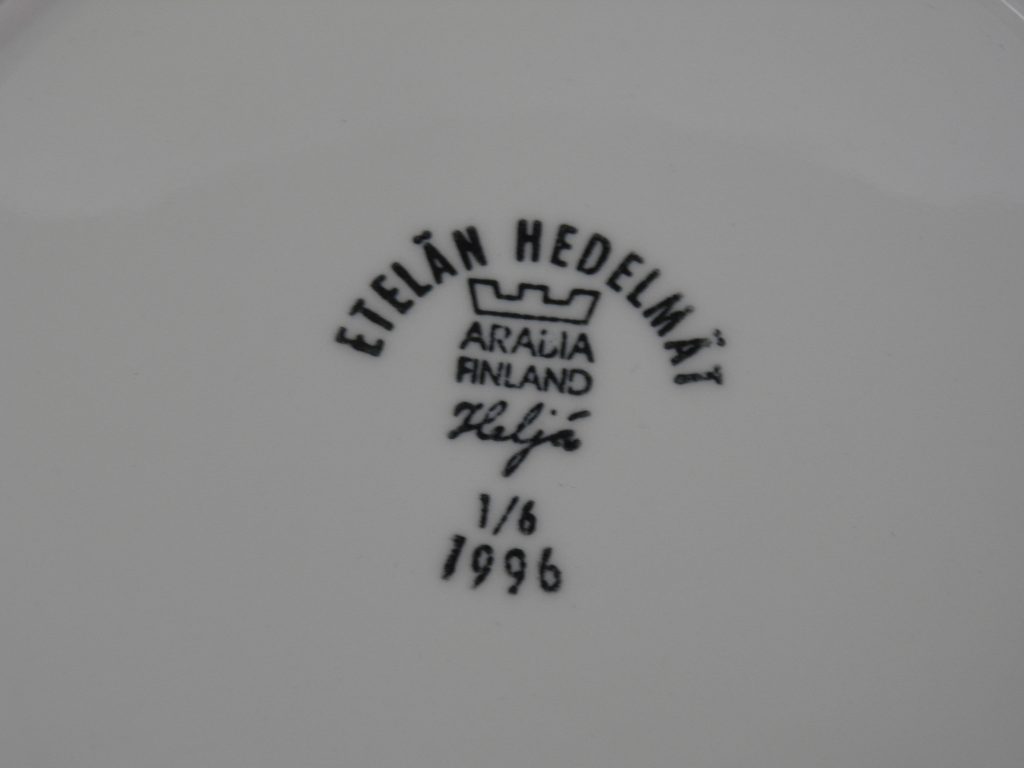 ETELÄN HEDELMÄT
ARABIA
FINLAND
Heljä
1/6
1996